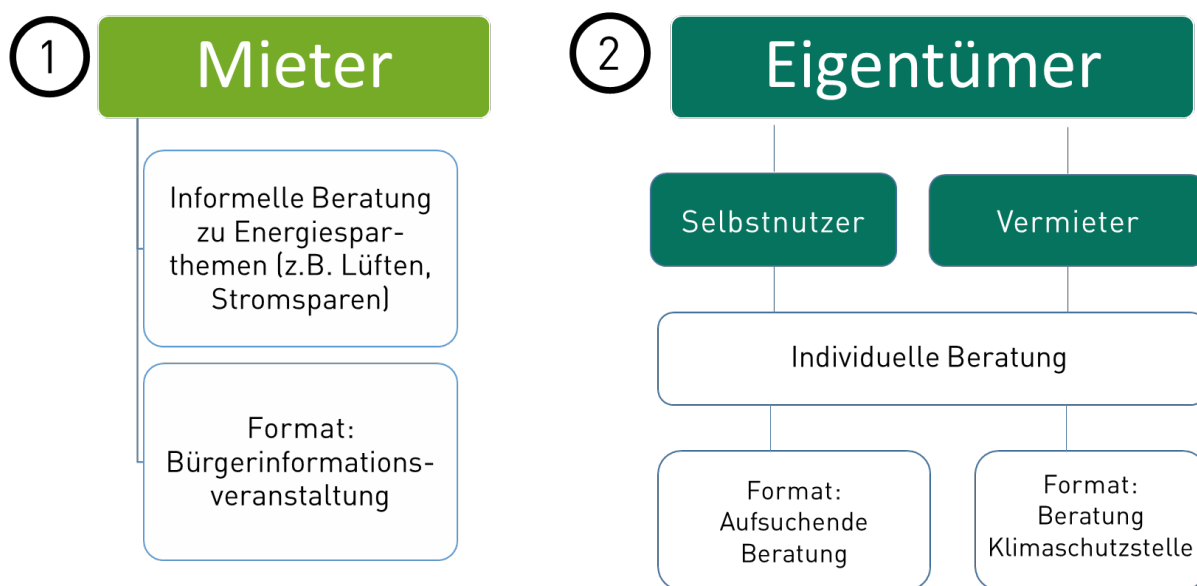 1
Mieter
Informelle Beratung
zu Energiespar-
themen (z.B. Lüften,
Stromsparen)
Format:
Bürgerinformations-
veranstaltung
2
Eigentümer
Selbstnutzer
Vermieter
Individuelle Beratung
Format:
Aufsuchende
Beratung
Format:
Beratung
Klimaschutzstelle